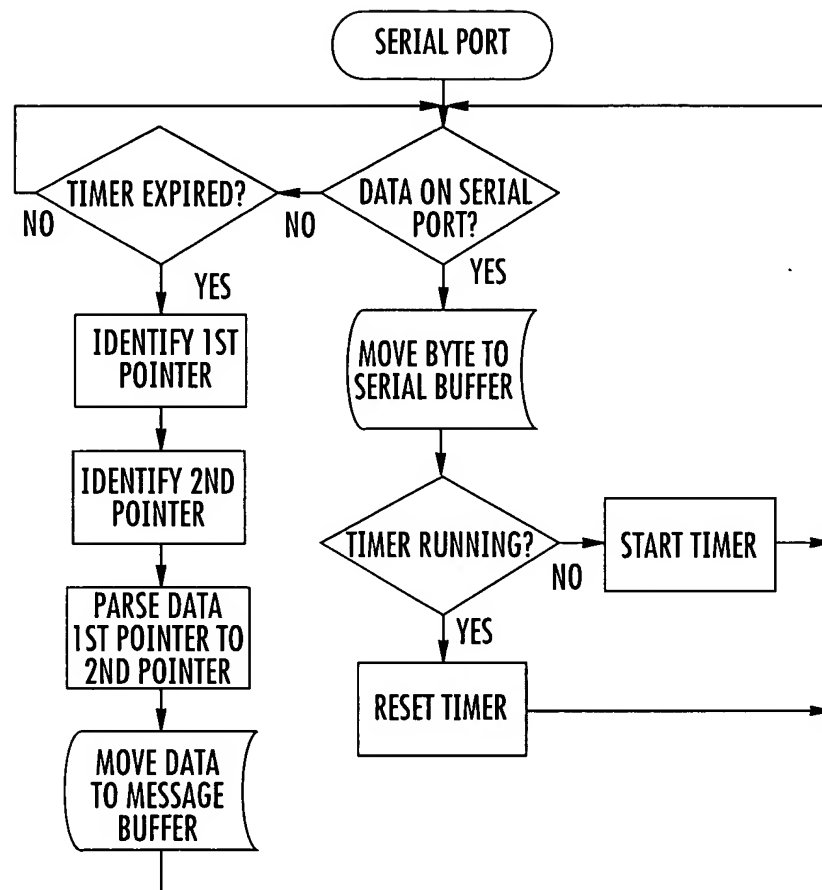 SERIAL PORT
TIMER EXPIRED?
NO
DATA ON SERIAL
PORT?
NO
YES
YES
IDENTIFY 1ST
POINTER
MOVE BYTE TO
SERIAL BUFFER
IDENTIFY 2ND
POINTER
TIMER RUNNING?
NO
START TIMER
YES
PARSE DATA
1ST POINTER TO
2ND POINTER
RESET TIMER
MOVE DATA
TO MESSAGE
BUFFER